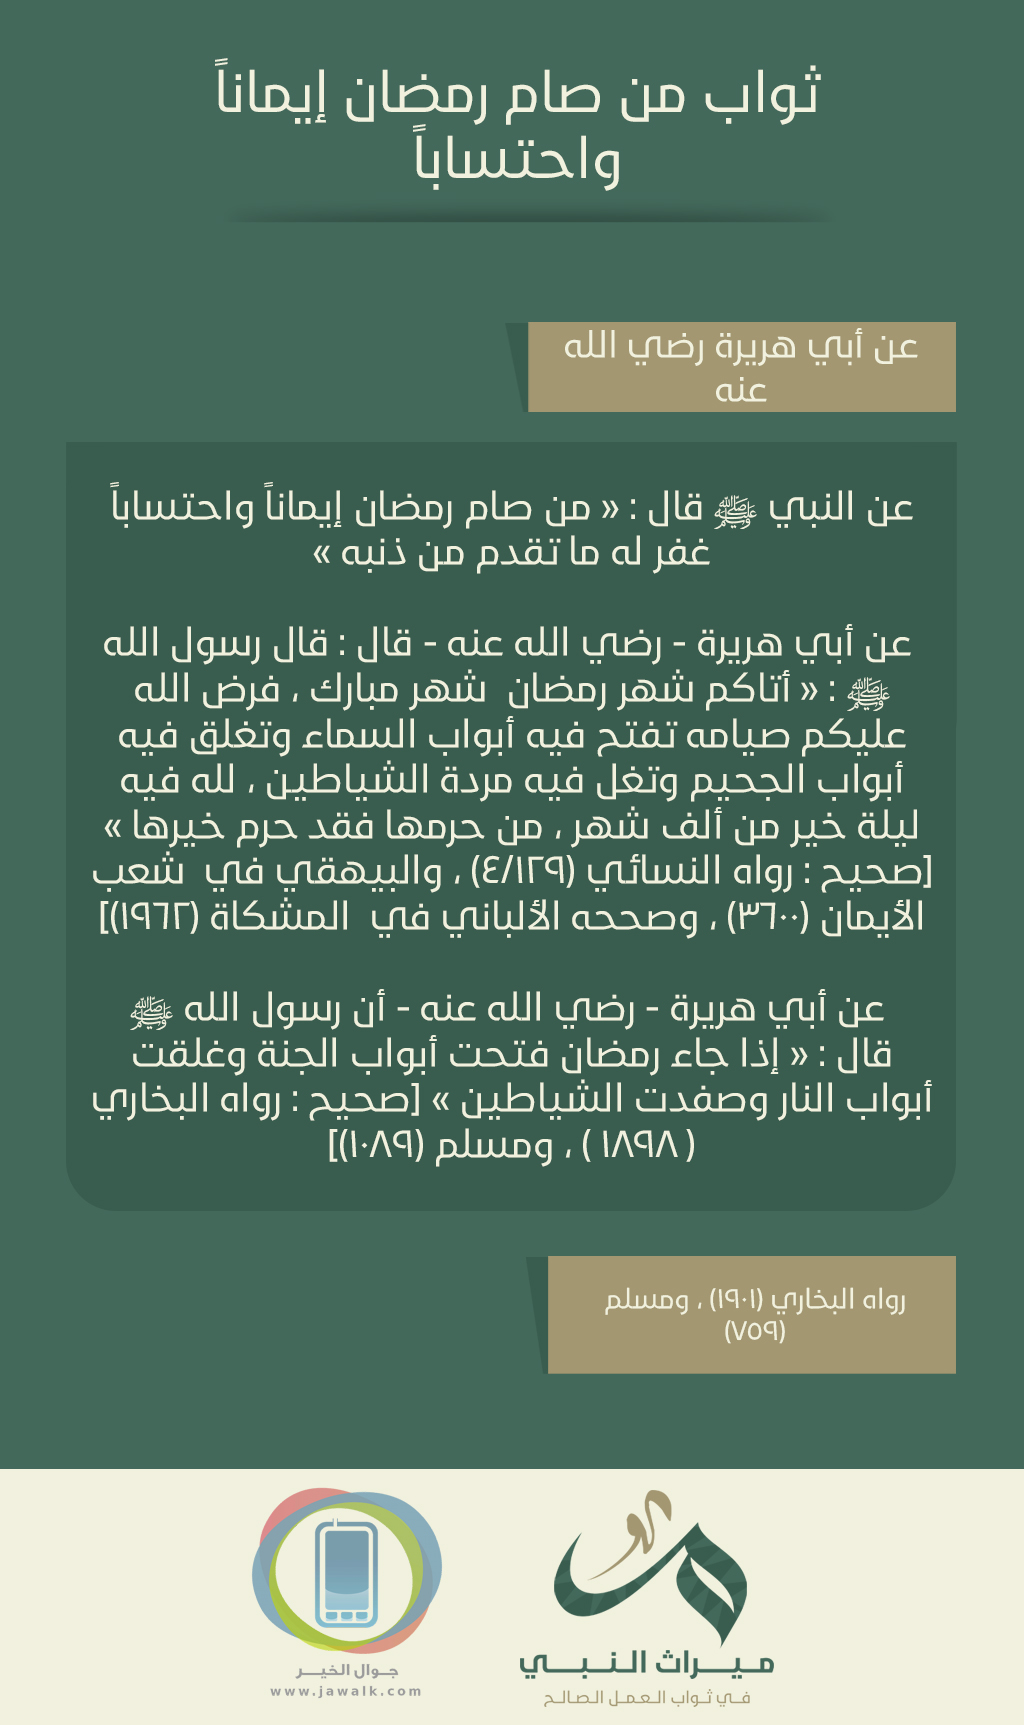 ثواب من صام رمضان إيماناً
واحتساباً
عن أبي هريرة رضي الله
عنه
عن النبي ﷺ قال : « من صام رمضان إيماناً واحتساباً
غفر له ما تقدم من ذنبه »
عن أبي هريرة - رضي الله عنه - قال : قال رسول الله
ﷺ : « أتاكم شهر رمضان شهر مبارك ، فرض الله
عليكم صيامه تفتح فيه أبواب السماء وتغلق فيه
أبواب الجحيم وتغل فيه مردة الشياطين ، لله فيه
ليلة خير من ألف شهر ، من حرمها فقد حرم خيرها »
[صحيح : رواه النسائي (٤/١٢٩) ، والبيهقي في شعب
الأيمان (٣٦٠٠) ، وصححه الألباني في المشكاة (١٩٦٢)]
عن أبي هريرة - رضي الله عنه - أن رسول الله ﷺ
قال : « إذا جاء رمضان فتحت أبواب الجنة وغلقت
أبواب النار وصفدت الشياطين » [صحيح : رواه البخاري
( ١٨٩٨ ) ، ومسلم (١٠٨٩)]
رواه البخاري (١٩٠١) ، ومسلم
(٧٥٩)
ميراث النبي
في ثواب العمل الصالح
جوال الخير
www.jawalk.com